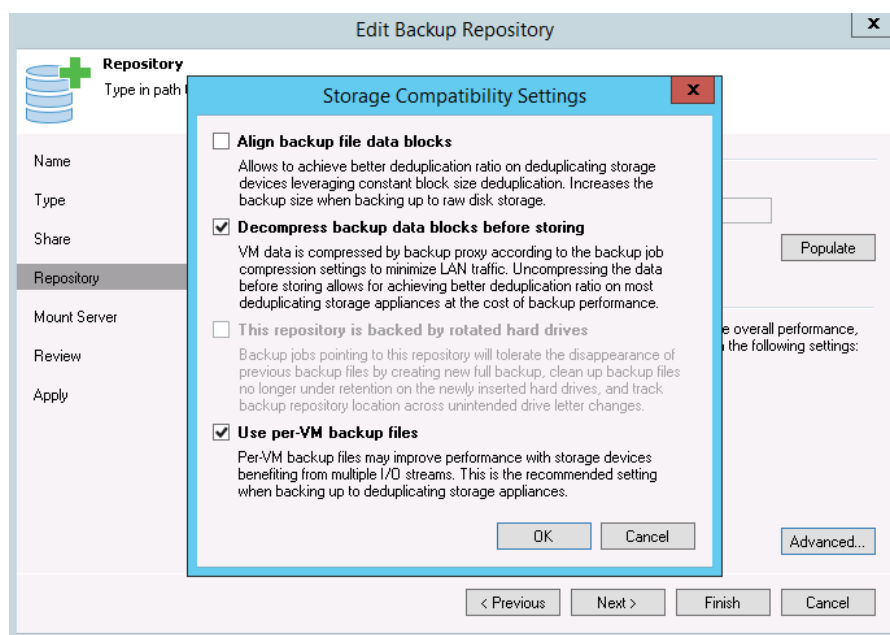 Edit Backup Repository
x
Repository
Type in path
Storage Compatibility Settings
x
Align backup file data blocks
Allows to achieve better deduplication ratio on deduplicating storage
devices leveraging constant block size deduplication. Increases the
backup size when backing up to raw disk storage.
Decompress backup data blocks before storing
VM data is compressed by backup proxy according to the backup job
compression settings to minimize LAN traffic. Uncompressing the data
before storing allows for achieving better deduplication ratio on most
deduplicating storage appliances at the cost of backup performance.
This repository is backed by rotated hard drives
Backup jobs pointing to this repository will tolerate the disappearance of
previous backup files by creating new full backup, clean up backup files
no longer under retention on the newly inserted hard drives, and track
backup repository location across unintended drive letter changes.
Use per-VM backup files
Per-VM backup files may improve performance with storage devices
benefiting from multiple I/O streams. This is the recommended setting
when backing up to deduplicating storage appliances.
OK
Cancel
Name
Type
Share
Repository
Mount Server
Review
Apply
Populate
e overall performance,
the following settings:
Advanced...
< Previous
Next >
Finish
Cancel